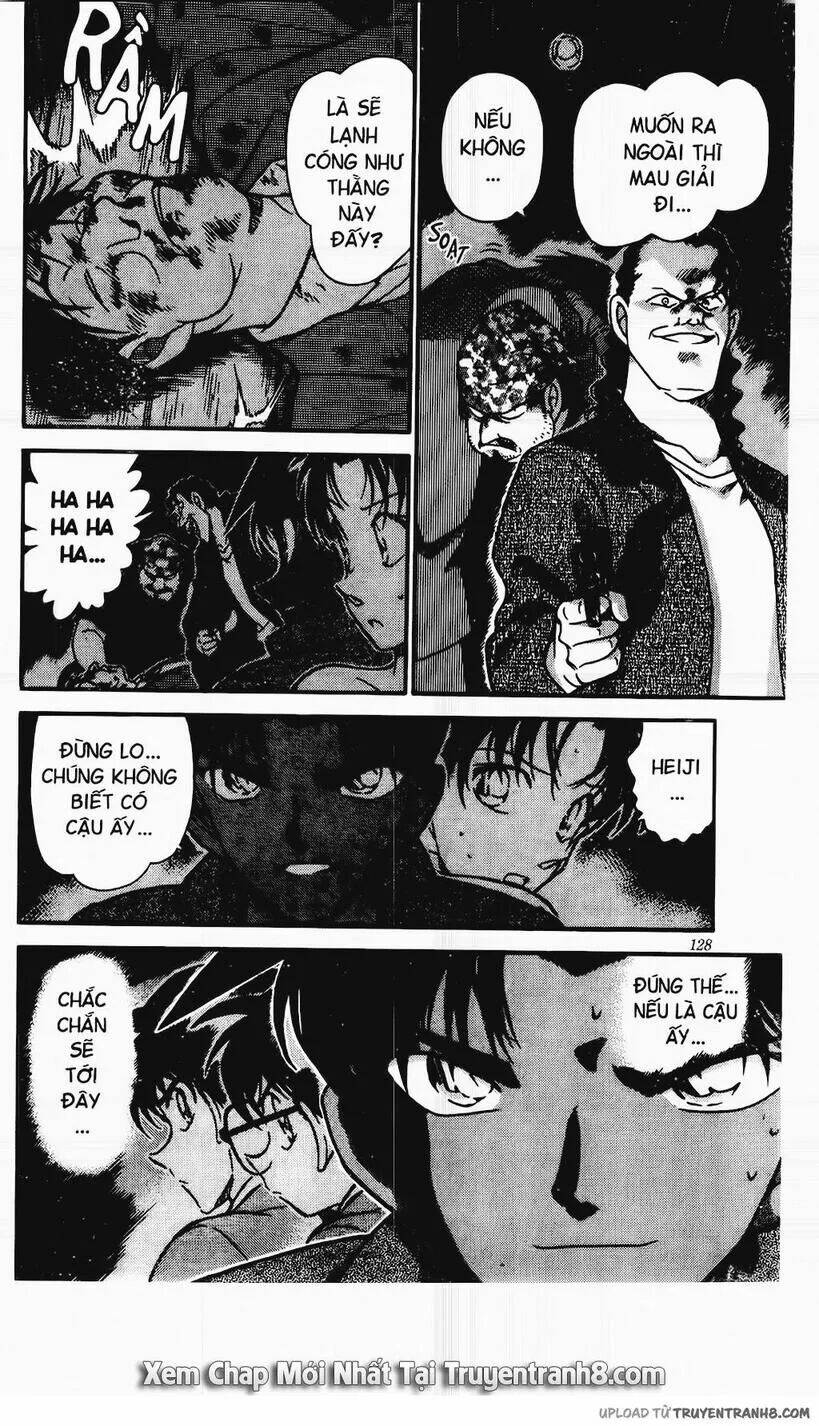 MUỐN RA
NGOÀI THÌ
MAU GIẢI
ĐI...
NẾU
KHÔNG
...
SOẠT
LÀ SẼ
LẠNH
CÓNG NHƯ
THẰNG
NÀY
ĐẤY?
RẦM
HA HA
HA HA
HA...
HEIJI
...
ĐỪNG LO...
CHÚNG KHÔNG
BIẾT CÓ
CẬU ẤY...
128
ĐÚNG THẾ...
NẾU LÀ CẬU
ẤY...
CHẮC
CHẮN
SẼ
TỚI
ĐÂY
...
Xem Chap Mới Nhất Tại Truyentranh8.com
UPLOAD TỪ TRUYENTRANH8.COM